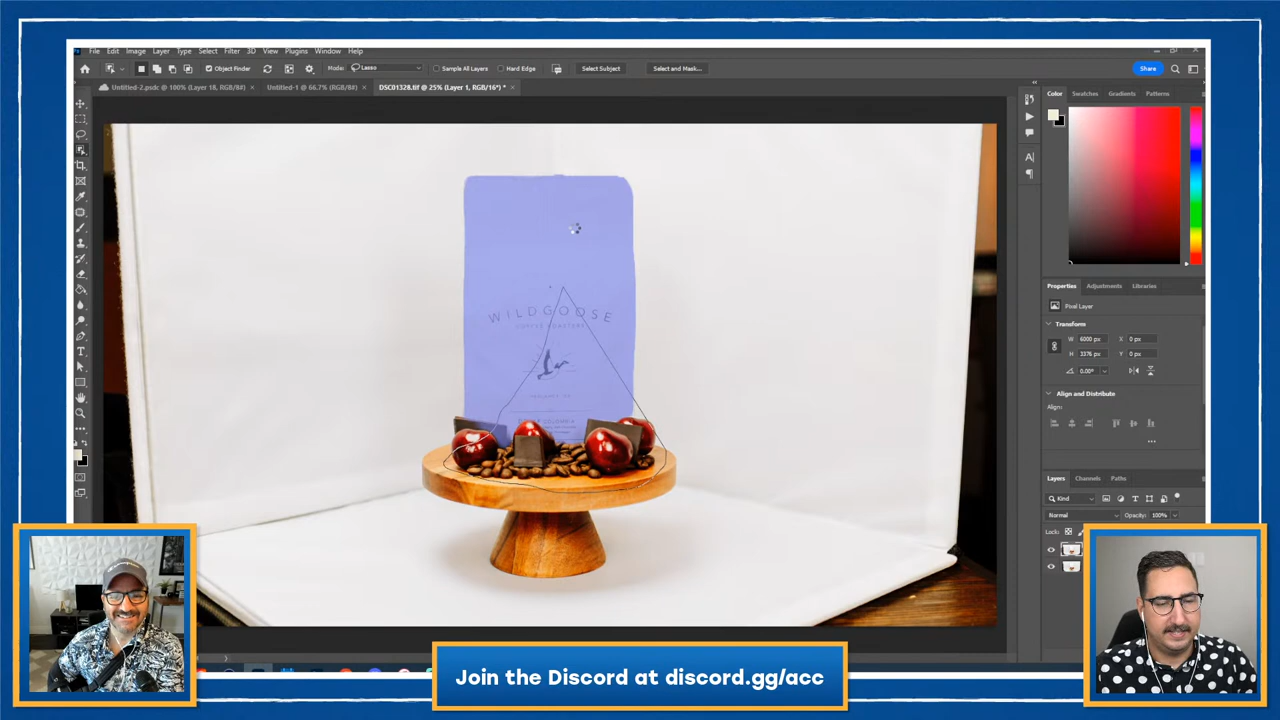 File Edit Image Layer Type Select Filter 3D View Plugins Window Help
Object Finder Mode: Lasso Sample All Layers Hard Edge Select Subject Select and Mask... Share
Untitled-2.psdc @ 100% (Layer 18, RGB/8#) × Untitled-1 @ 66.7% (RGB/8#) × DSC01328.tif @ 25% (Layer 1, RGB/16*) * ×
Color Swatches Gradients Patterns
WILDGOOSE
COFFEE ROASTERS
Properties Adjustments Libraries
Pixel Layer
Transform
W 6000 px X 0 px
H 3376 px Y 0 px
0.00°
Align and Distribute
Align:
...
Layers Channels Paths
Kind
Normal Opacity: 100%
Lock:
Join the Discord at discord.gg/acc